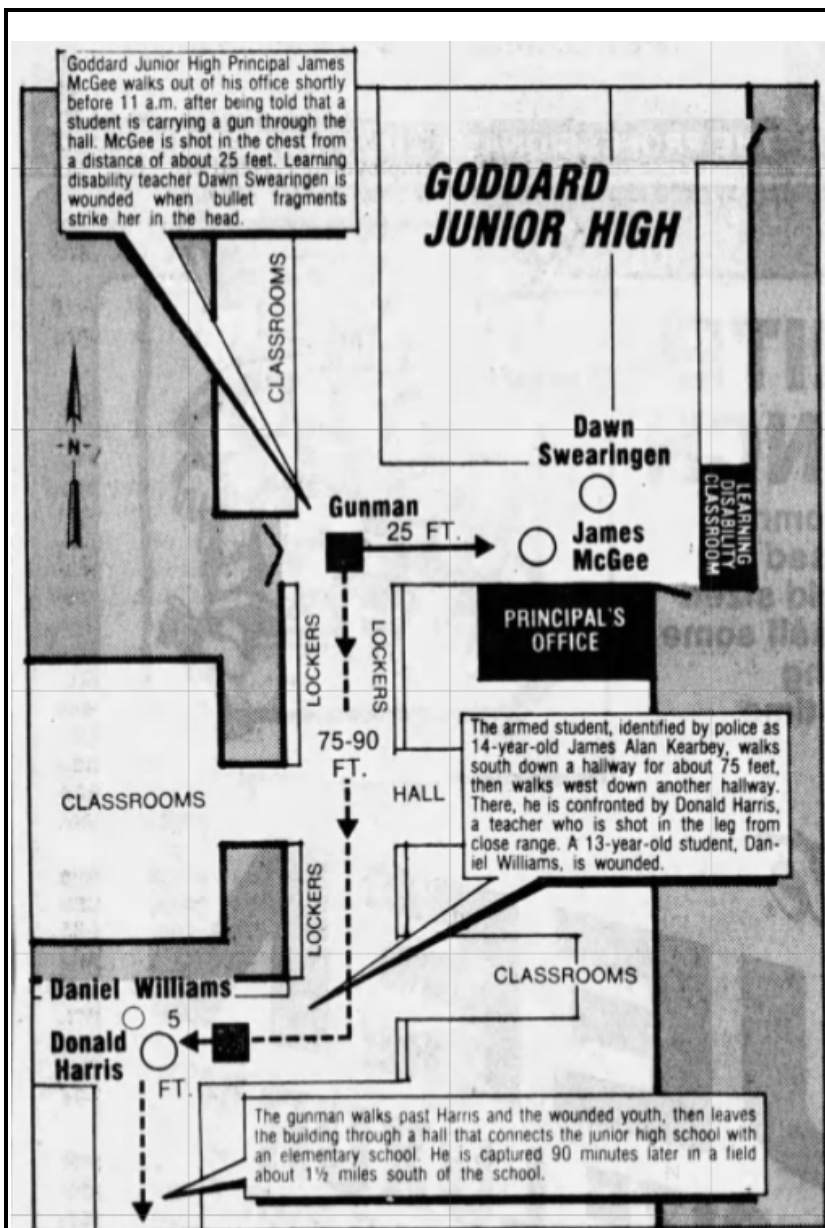 Goddard Junior High Principal James
McGee walks out of his office shortly
before 11 a.m. after being told that a
student is carrying a gun through the
hall. McGee is shot in the chest from
a distance of about 25 feet. Learning
disability teacher Dawn Swearingen is
wounded when bullet fragments
strike her in the head.
GODDARD
JUNIOR HIGH
CLASSROOMS
N
Dawn
Swearingen
LEARNING
DISABILITY
CLASSROOM
Gunman
25 FT.
James
McGee
PRINCIPAL'S
OFFICE
LOCKERS
LOCKERS
75-90
FT.
CLASSROOMS
HALL
The armed student, identified by police as
14-year-old James Alan Kearbey, walks
south down a hallway for about 75 feet,
then walks west down another hallway.
There, he is confronted by Donald Harris,
a teacher who is shot in the leg from
close range. A 13-year-old student, Dan-
iel Williams, is wounded.
LOCKERS
CLASSROOMS
Daniel Williams
5
Donald
Harris
FT.
The gunman walks past Harris and the wounded youth, then leaves
the building through a hall that connects the junior high school with
an elementary school. He is captured 90 minutes later in a field
about 1½ miles south of the school.